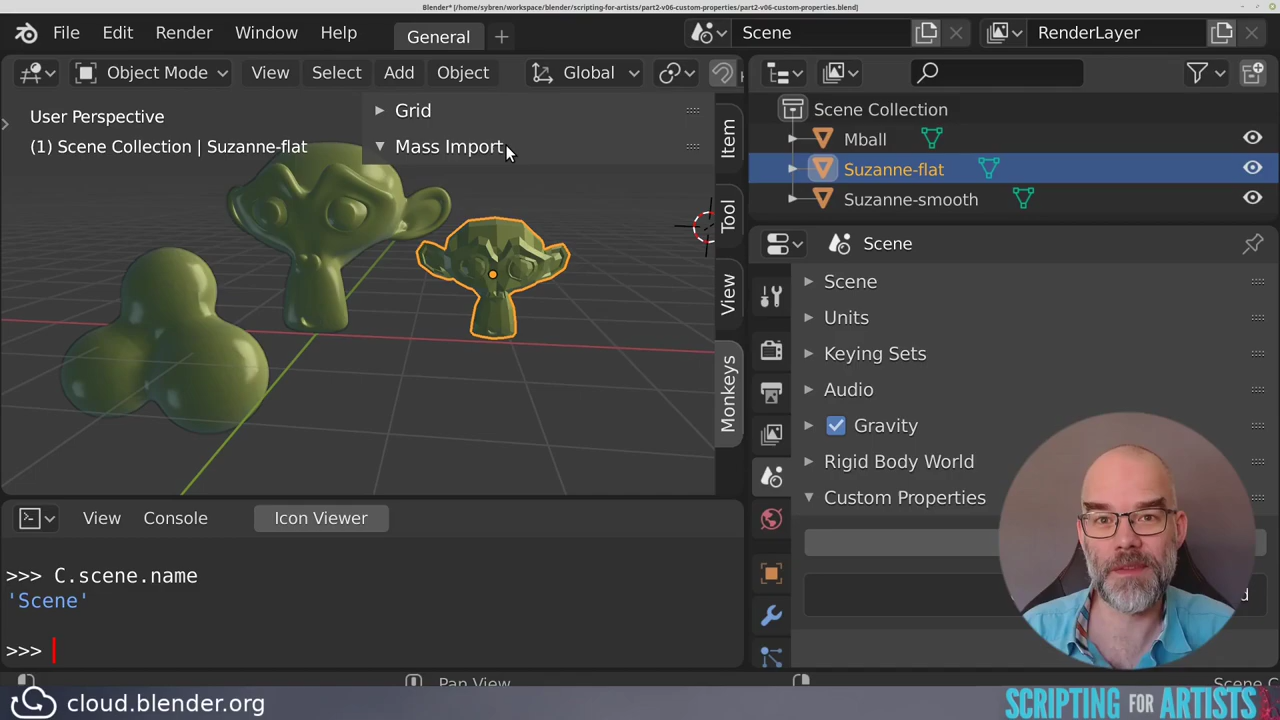 Blender* [/home/sybren/workspace/blender/scripting-for-artists/part2-v06-custom-properties/part2-v06-custom-properties.blend]
File Edit Render Window Help General + Scene RenderLayer
Object Mode View Select Add Object Global
User Perspective
(1) Scene Collection | Suzanne-flat
Grid
Mass Import
Item
Tool
View
Monkeys
Scene Collection
Mball
Suzanne-flat
Suzanne-smooth
Scene
Scene
Units
Keying Sets
Audio
Gravity
Rigid Body World
Custom Properties
View Console Icon Viewer
>>> C.scene.name
'Scene'
>>>
Pan View
Scene C
cloud.blender.org
SCRIPTING FOR ARTISTS